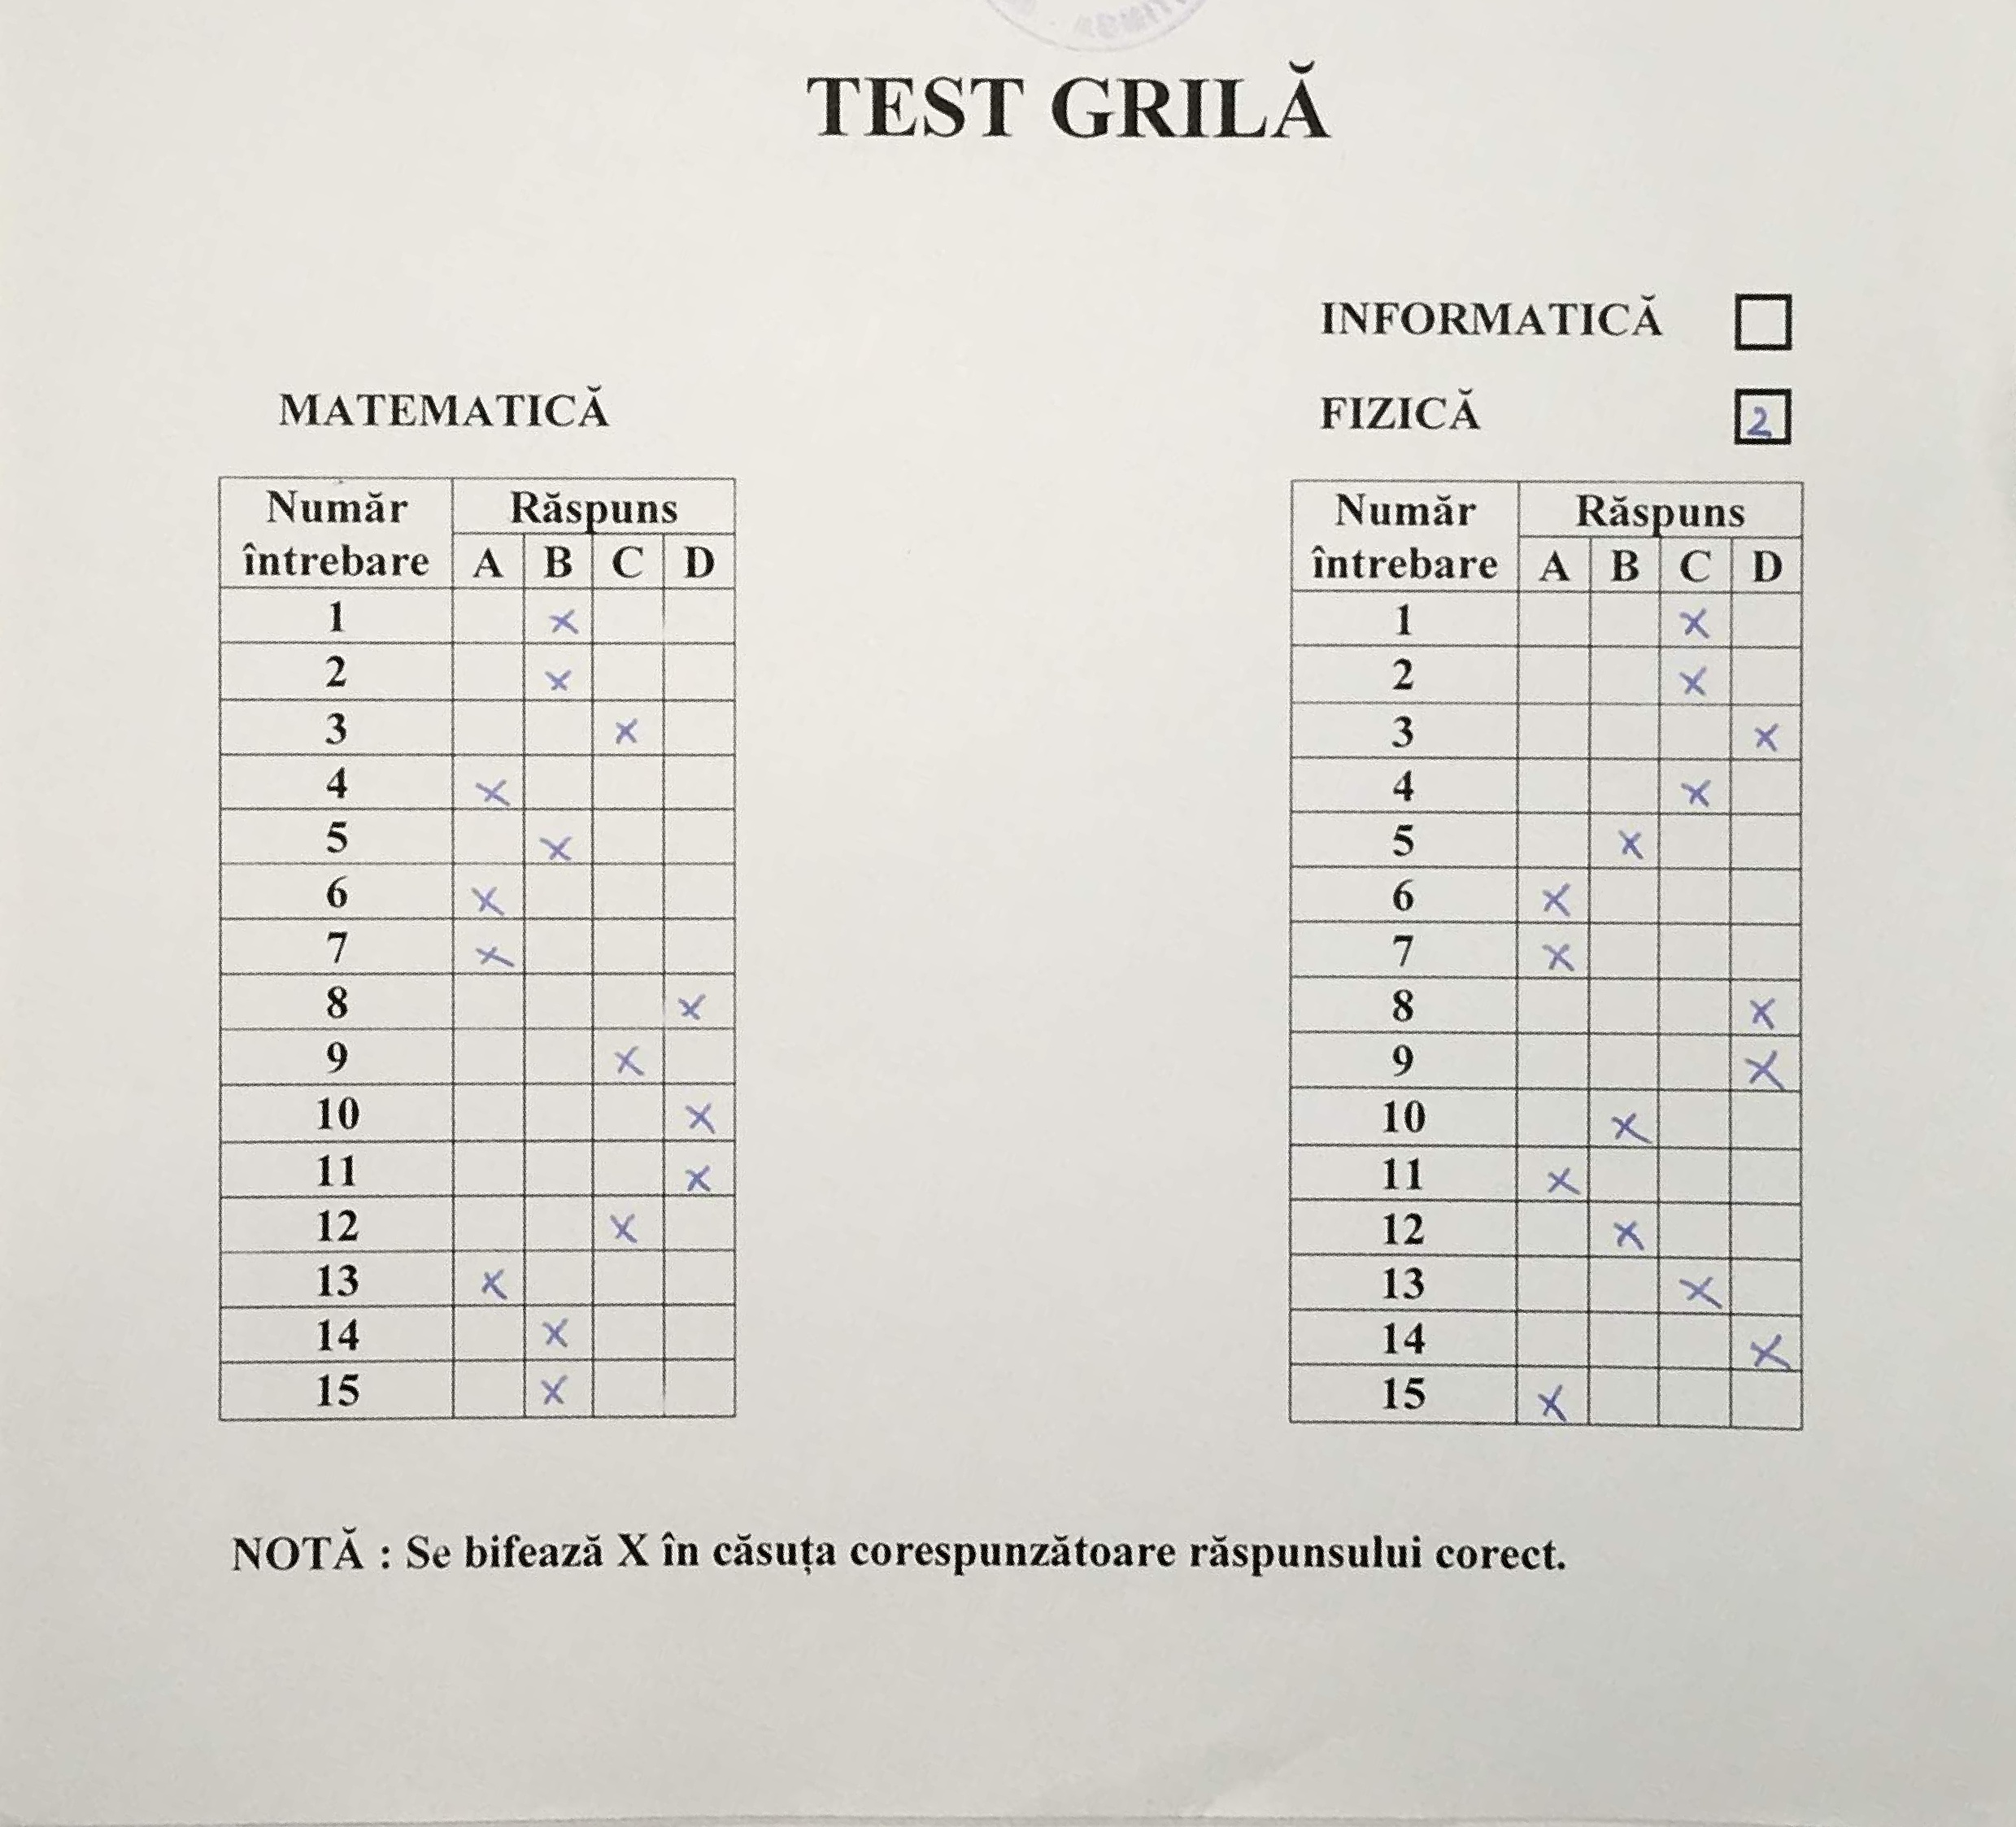 TEST GRILĂ
INFORMATICĂ
MATEMATICĂ
FIZICĂ 2
Număr întrebare Răspuns
A B C D
1 X
2 X
3 X
4 X
5 X
6 X
7 X
8 X
9 X
10 X
11 X
12 X
13 X
14 X
15 X
Număr întrebare Răspuns
A B C D
1 X
2 X
3 X
4 X
5 X
6 X
7 X
8 X
9 X
10 X
11 X
12 X
13 X
14 X
15 X
NOTĂ : Se bifează X în căsuța corespunzătoare răspunsului corect.